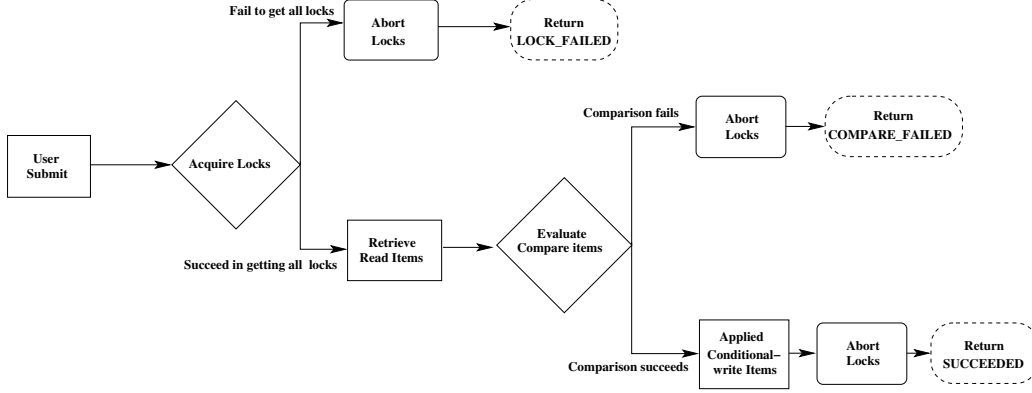 Fail to get all locks
Abort
Locks
Return
LOCK_FAILED
User
Submit
Acquire Locks
Succeed in getting all locks
Retrieve
Read Items
Evaluate
Compare items
Comparison fails
Abort
Locks
Return
COMPARE_FAILED
Comparison succeeds
Applied
Conditional-
write Items
Abort
Locks
Return
SUCCEEDED